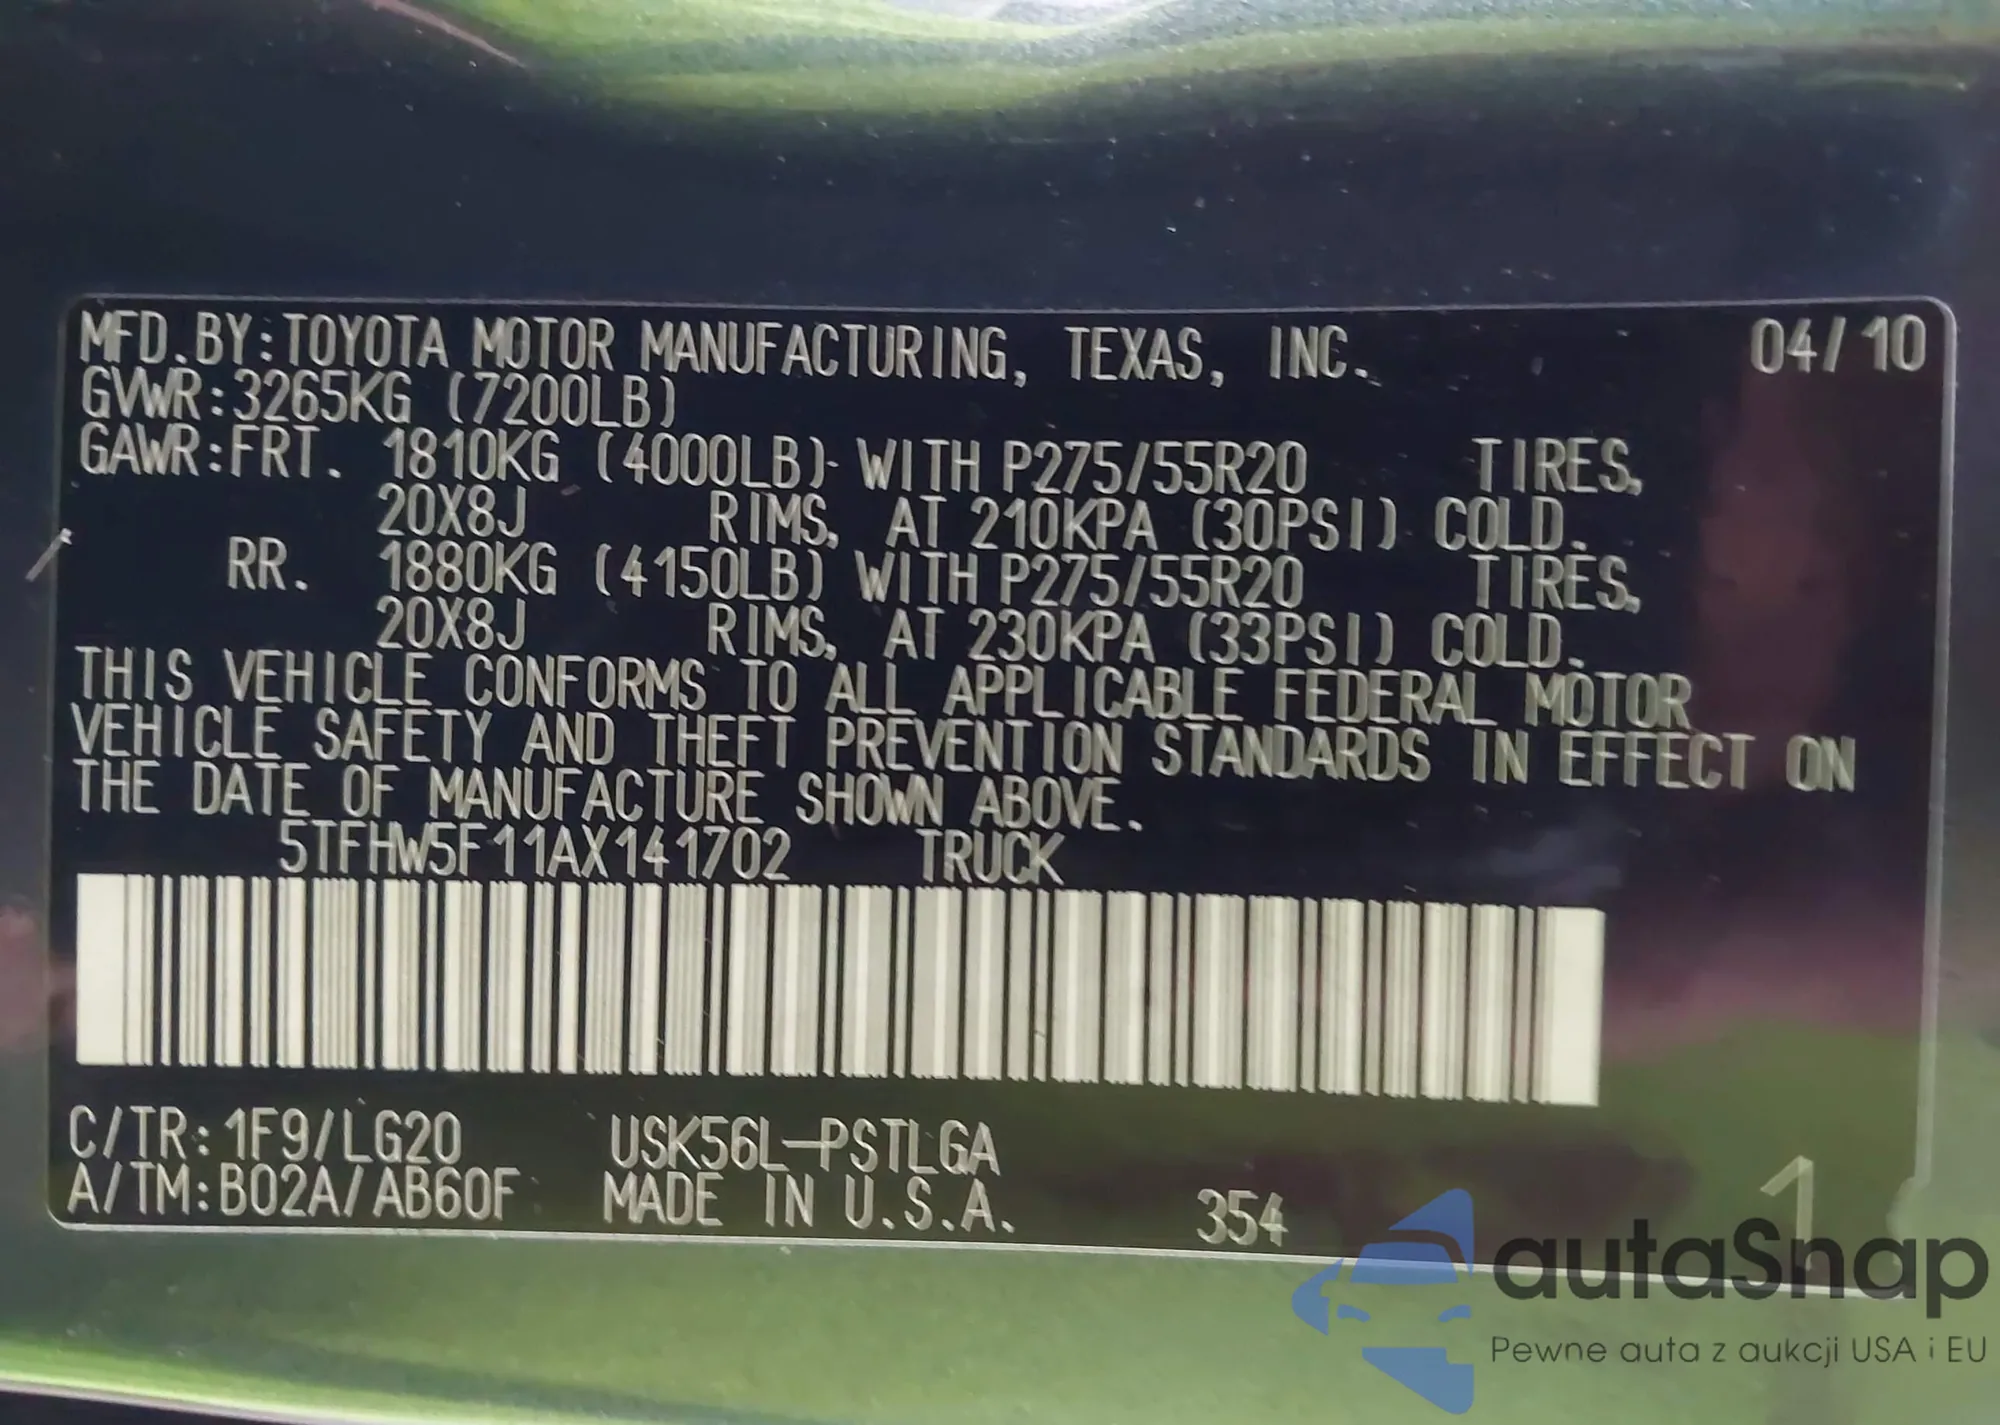 MFD.BY:TOYOTA MOTOR MANUFACTURING, TEXAS, INC. 04/10
GVWR:3265KG (7200LB)
GAWR:FRT. 1810KG (4000LB) WITH P275/55R20 TIRES,
20X8J RIMS, AT 210KPA (30PSI) COLD.
RR. 1880KG (4150LB) WITH P275/55R20 TIRES,
20X8J RIMS, AT 230KPA (33PSI) COLD.
THIS VEHICLE CONFORMS TO ALL APPLICABLE FEDERAL MOTOR
VEHICLE SAFETY AND THEFT PREVENTION STANDARDS IN EFFECT ON
THE DATE OF MANUFACTURE SHOWN ABOVE.
5TFHW5F11AX141702 TRUCK
C/TR:1F9/LG20 USK56L-PSTLGA
A/TM:B02A/AB60F MADE IN U.S.A. 354 1
autaSnap
Pewne auta z aukcji USA i EU